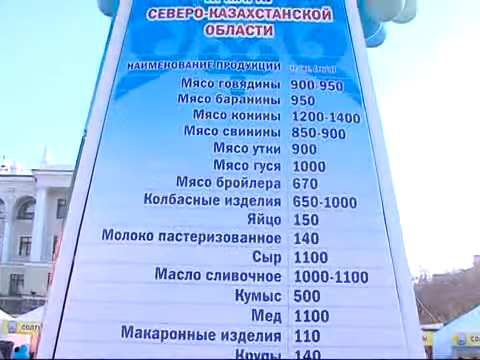 СЕВЕРО-КАЗАХСТАНСКОЙ
ОБЛАСТИ
НАИМЕНОВАНИЕ ПРОДУКЦИИ
Мясо говядины 900-950
Мясо баранины 950
Мясо конины 1200-1400
Мясо свинины 850-900
Мясо утки 900
Мясо гуся 1000
Мясо бройлера 670
Колбасные изделия 650-1000
Яйцо 150
Молоко пастеризованное 140
Сыр 1100
Масло сливочное 1000-1100
Кумыс 500
Мед 1100
Макаронные изделия 110
Крупы 140